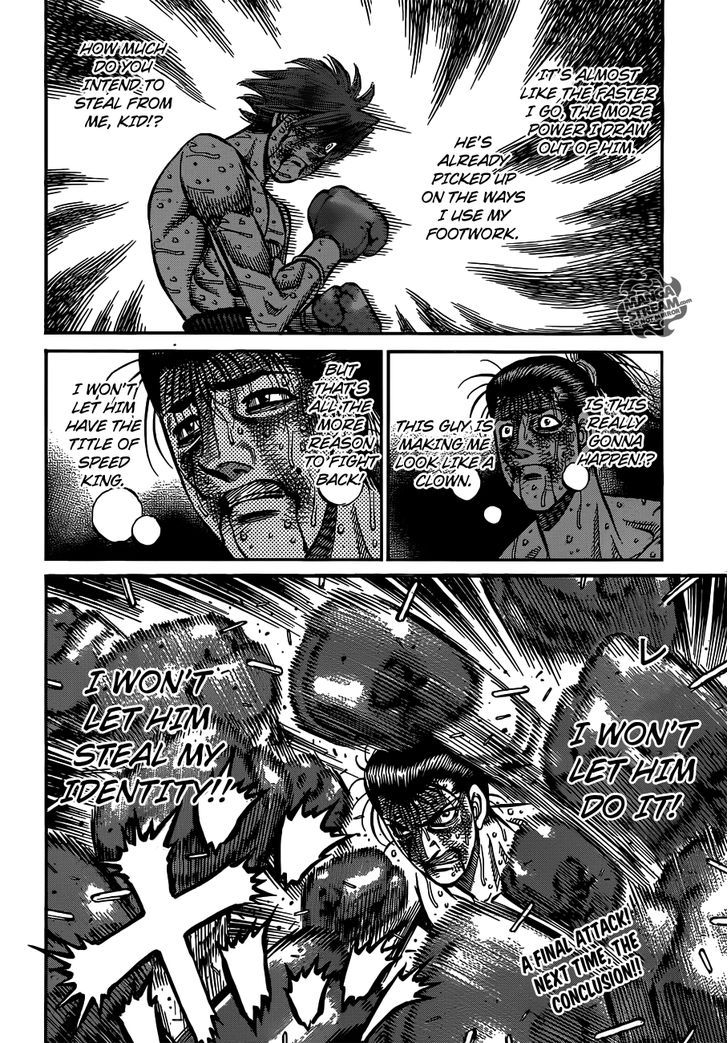 IT'S ALMOST
LIKE THE FASTER
I GO, THE MORE
POWER I DRAW
OUT OF HIM.
HE'S
ALREADY
PICKED UP
ON THE WAYS
I USE MY
FOOTWORK.
HOW MUCH
DO YOU
INTEND TO
STEAL FROM
ME, KID!?
MANGA
STREAM
.com
IS THIS
REALLY
GONNA
HAPPEN!?
THIS GUY IS
MAKING ME
LOOK LIKE A
CLOWN.
BUT
THAT'S
ALL THE
MORE
REASON
TO FIGHT
BACK!
I WON'T
LET HIM
HAVE THE
TITLE OF
SPEED
KING.
I WON'T
LET HIM
DO IT!
I WON'T
LET HIM
STEAL MY
IDENTITY!!
A FINAL ATTACK!
NEXT TIME, THE
CONCLUSION!!